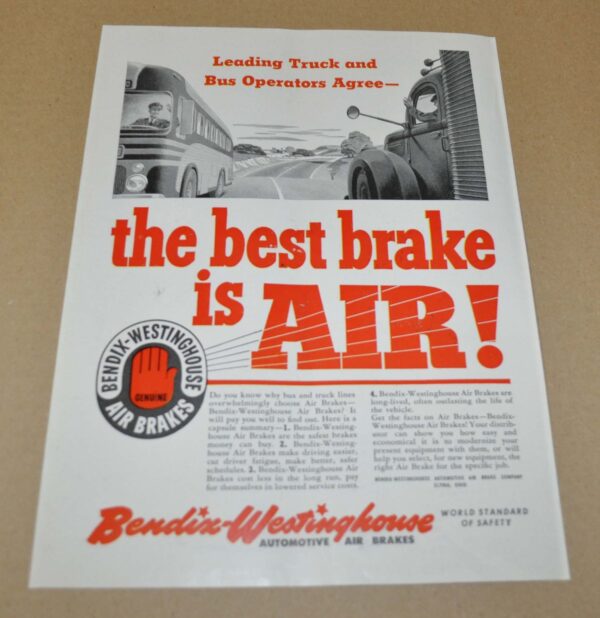 Leading Truck and
Bus Operators Agree—
the best brake
is AIR!
BENDIX-WESTINGHOUSE
GENUINE
AIR BRAKES
Do you know why bus and truck lines
overwhelmingly choose Air Brakes—
Bendix-Westinghouse Air Brakes? It
will pay you well to find out. Here is a
capsule summary—1. Bendix-Westing-
house Air Brakes are the safest brakes
money can buy. 2. Bendix-Westinghouse
Air Brakes make driving easier,
cut driver fatigue, make better, safer
schedules. 3. Bendix-Westinghouse Air
Brakes cost less in the long run, pay
for themselves in lowered service costs.
4. Bendix-Westinghouse Air Brakes are
long-lived, often outlasting the life of
the vehicle.
Get the facts on Air Brakes—Bendix-
Westinghouse Air Brakes! Your distrib-
utor can show you how easy and
economical it is to modernize your
present equipment with them, or will
help you select, for new equipment, the
right Air Brake for the specific job.
BENDIX-WESTINGHOUSE AUTOMOTIVE AIR BRAKE COMPANY
ELYRIA, OHIO
Bendix-Westinghouse
AUTOMOTIVE AIR BRAKES
WORLD STANDARD
OF SAFETY